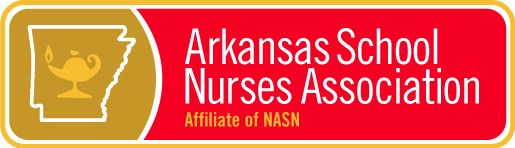 Arkansas School
Nurses Association
Affiliate of NASN